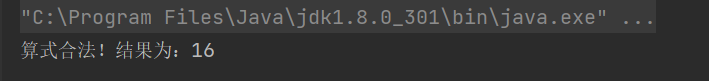 "C:\Program Files\Java\jdk1.8.0_301\bin\java.exe" ...
算式合法！结果为：16